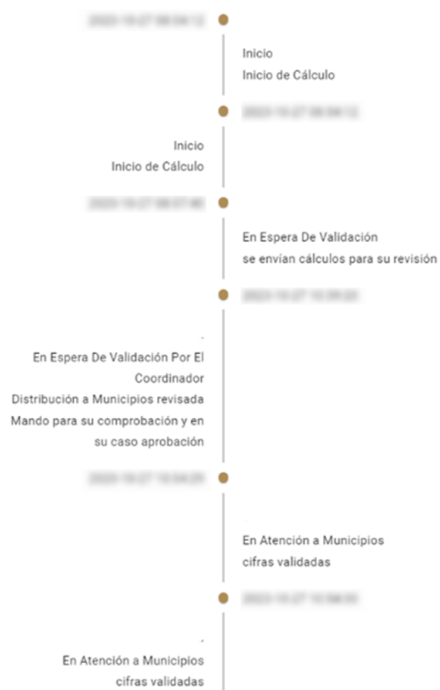 Inicio
Inicio de Cálculo
Inicio
Inicio de Cálculo
En Espera De Validación
se envían cálculos para su revisión
.
En Espera De Validación Por El
Coordinador
Distribución a Municipios revisada
Mando para su comprobación y en
su caso aprobación
En Atención a Municipios
cifras validadas
.
En Atención a Municipios
cifras validadas